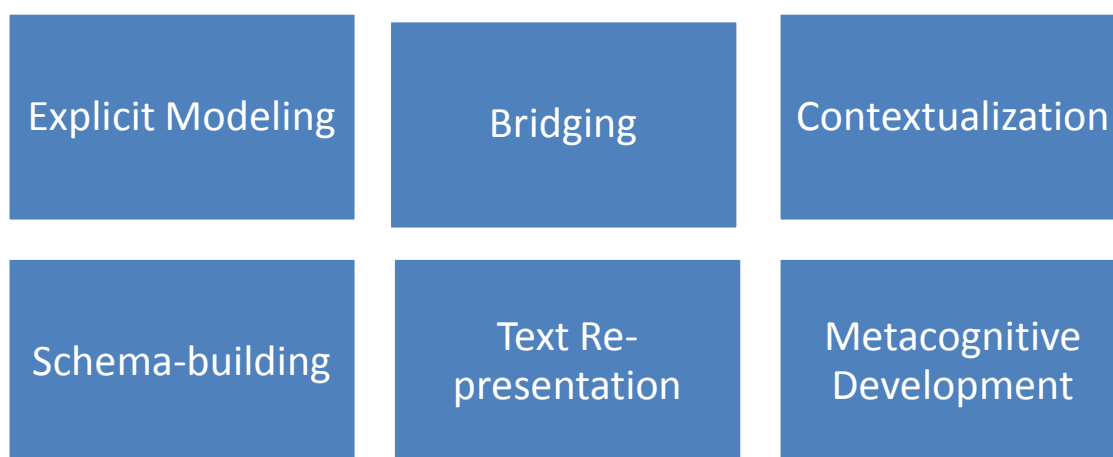 Explicit Modeling
Bridging
Contextualization
Schema-building
Text Re-
presentation
Metacognitive
Development